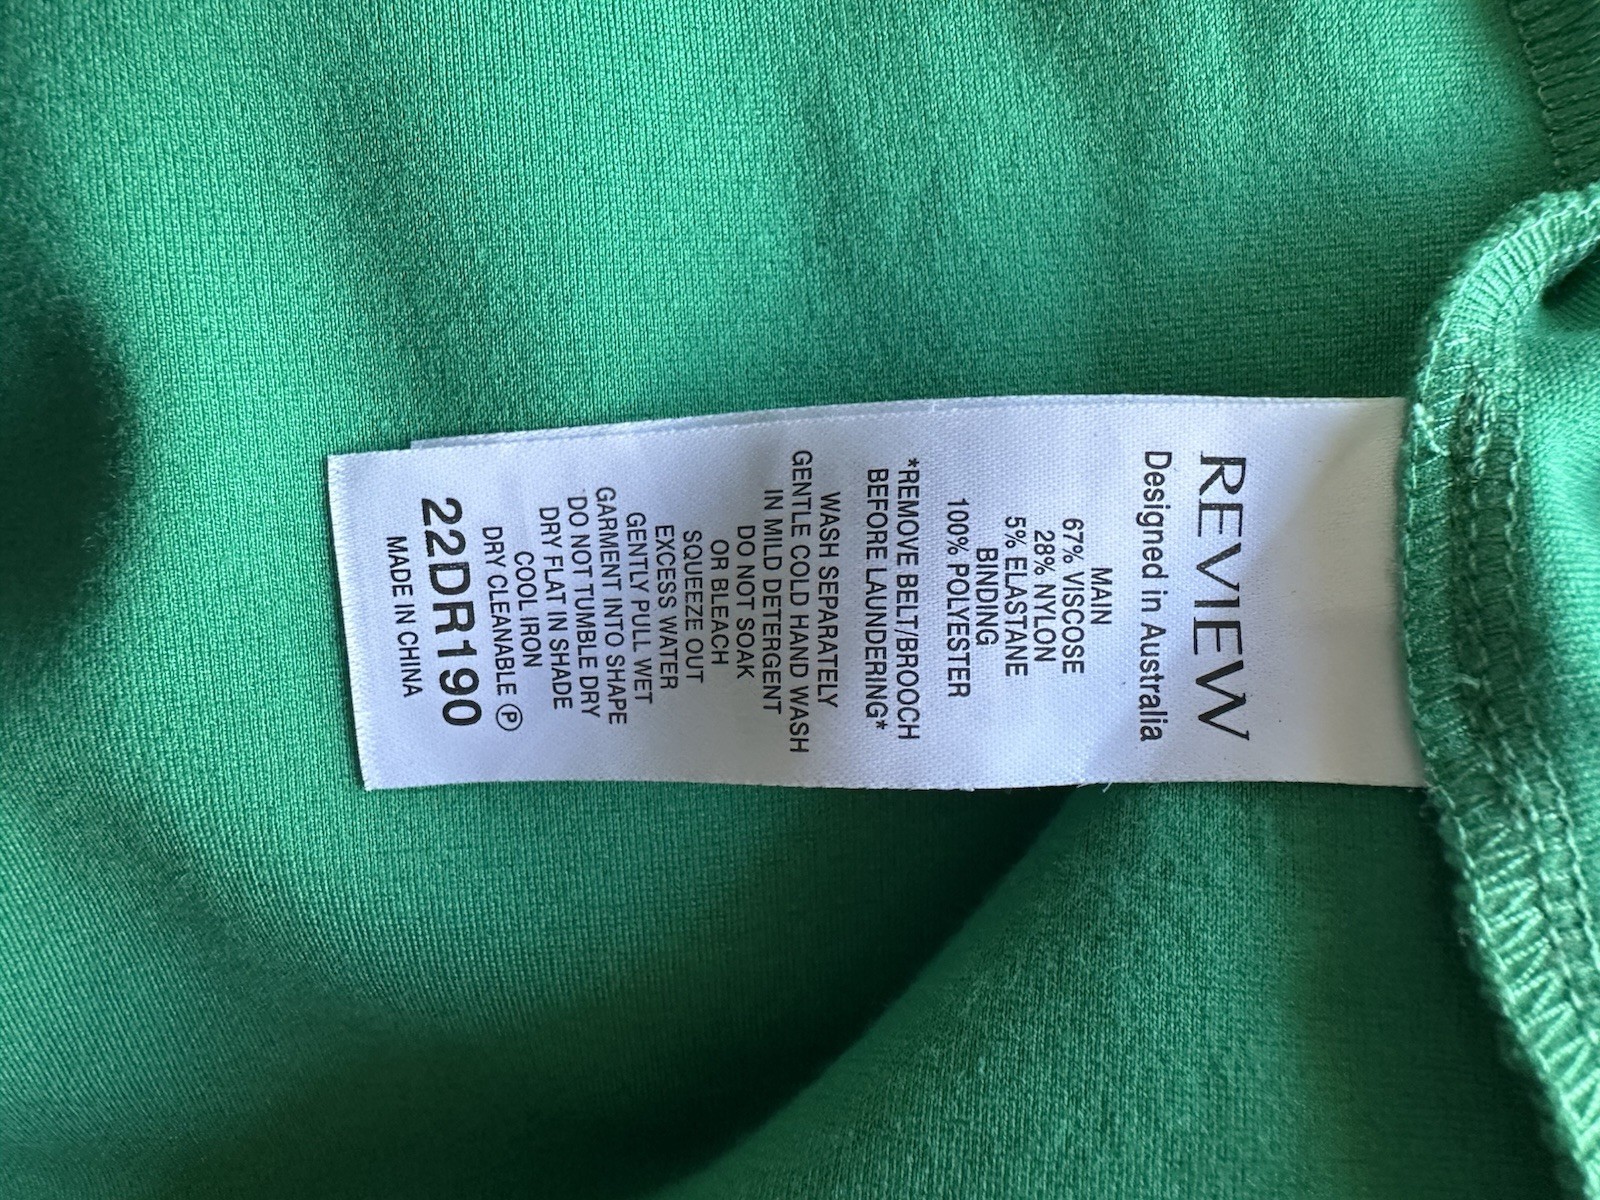 REVIEW
Designed in Australia
MAIN
67% VISCOSE
28% NYLON
5% ELASTANE
BINDING
100% POLYESTER
*REMOVE BELT/BROOCH
BEFORE LAUNDERING*
WASH SEPARATELY
GENTLE COLD HAND WASH
IN MILD DETERGENT
DO NOT SOAK
OR BLEACH
SQUEEZE OUT
EXCESS WATER
GENTLY PULL WET
GARMENT INTO SHAPE
DO NOT TUMBLE DRY
DRY FLAT IN SHADE
COOL IRON
DRY CLEANABLE Ⓟ
22DR190
MADE IN CHINA